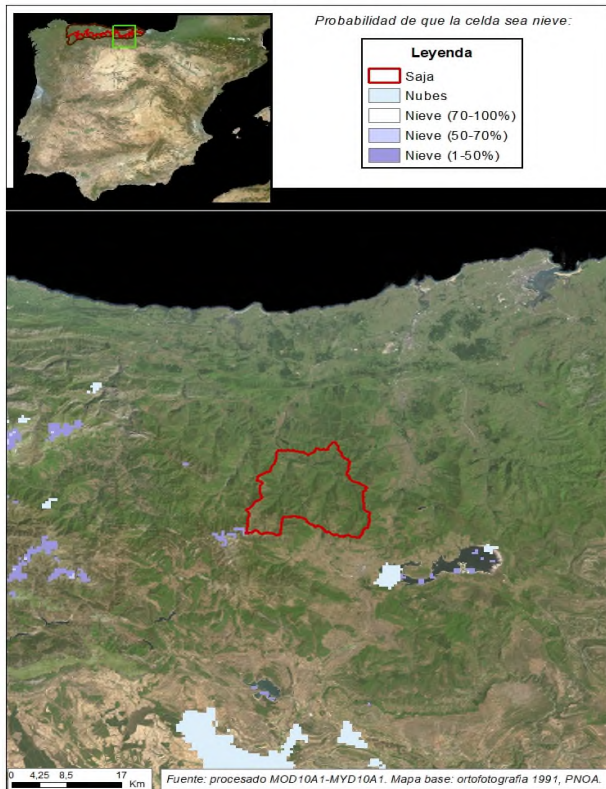 Probabilidad de que la celda sea nieve:
Leyenda
Saja
Nubes
Nieve (70-100%)
Nieve (50-70%)
Nieve (1-50%)
0 4,25 8,5 17
Km
Fuente: procesado MOD10A1-MYD10A1. Mapa base: ortofotografia 1991, PNOA.